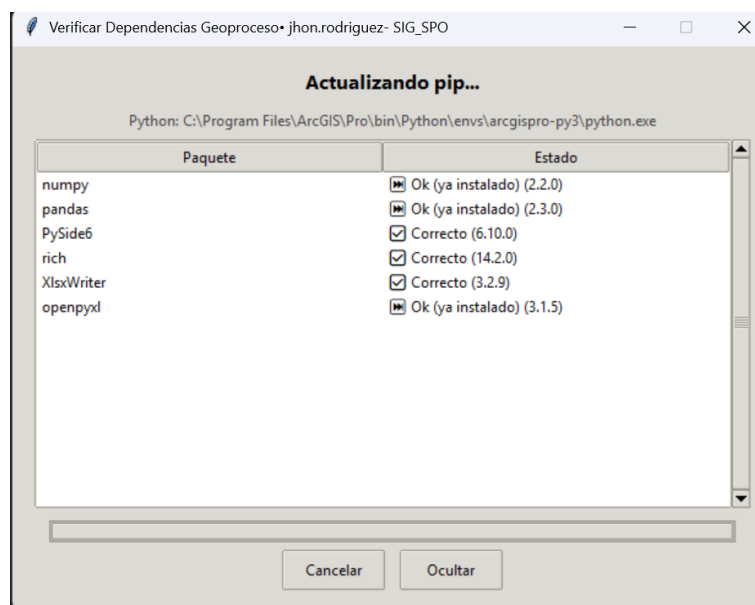 Verificar Dependencias Geoproceso• jhon.rodriguez- SIG_SPO
Actualizando pip...
Python: C:\Program Files\ArcGIS\Pro\bin\Python\envs\arcgispro-py3\python.exe
Paquete Estado
numpy Ok (ya instalado) (2.2.0)
pandas Ok (ya instalado) (2.3.0)
PySide6 Correcto (6.10.0)
rich Correcto (14.2.0)
XlsxWriter Correcto (3.2.9)
openpyxl Ok (ya instalado) (3.1.5)
Cancelar Ocultar